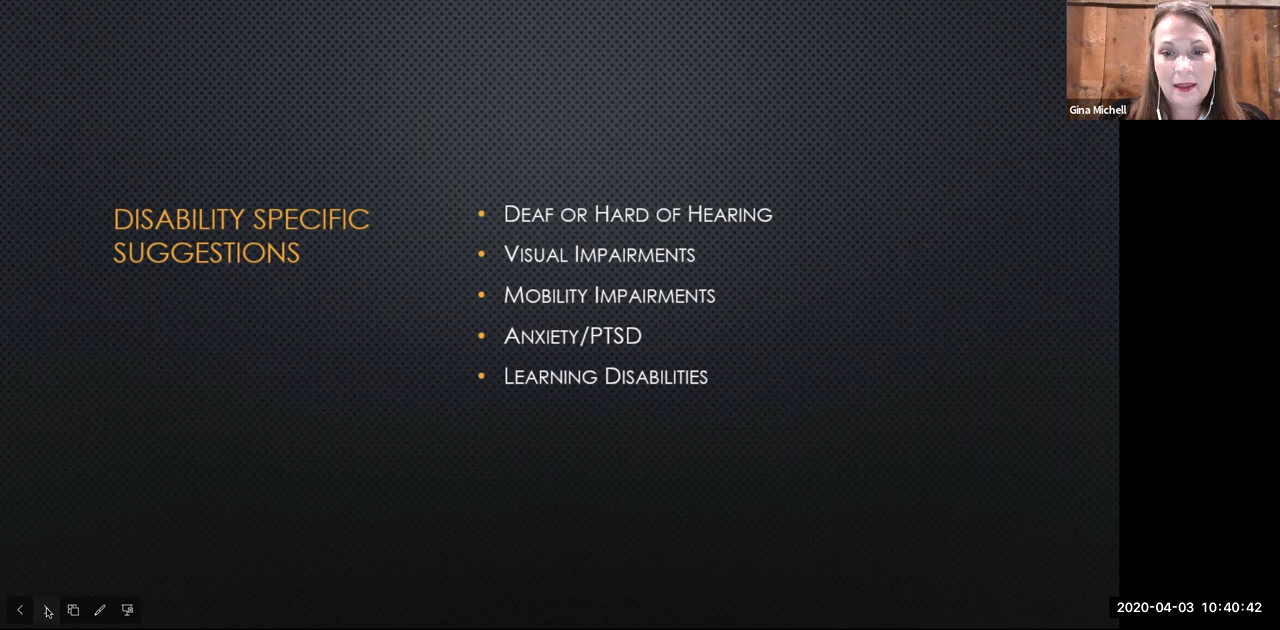 Gina Michell
DISABILITY SPECIFIC
SUGGESTIONS
• DEAF OR HARD OF HEARING
• VISUAL IMPAIRMENTS
• MOBILITY IMPAIRMENTS
• ANXIETY/PTSD
• LEARNING DISABILITIES
2020-04-03 10:40:42